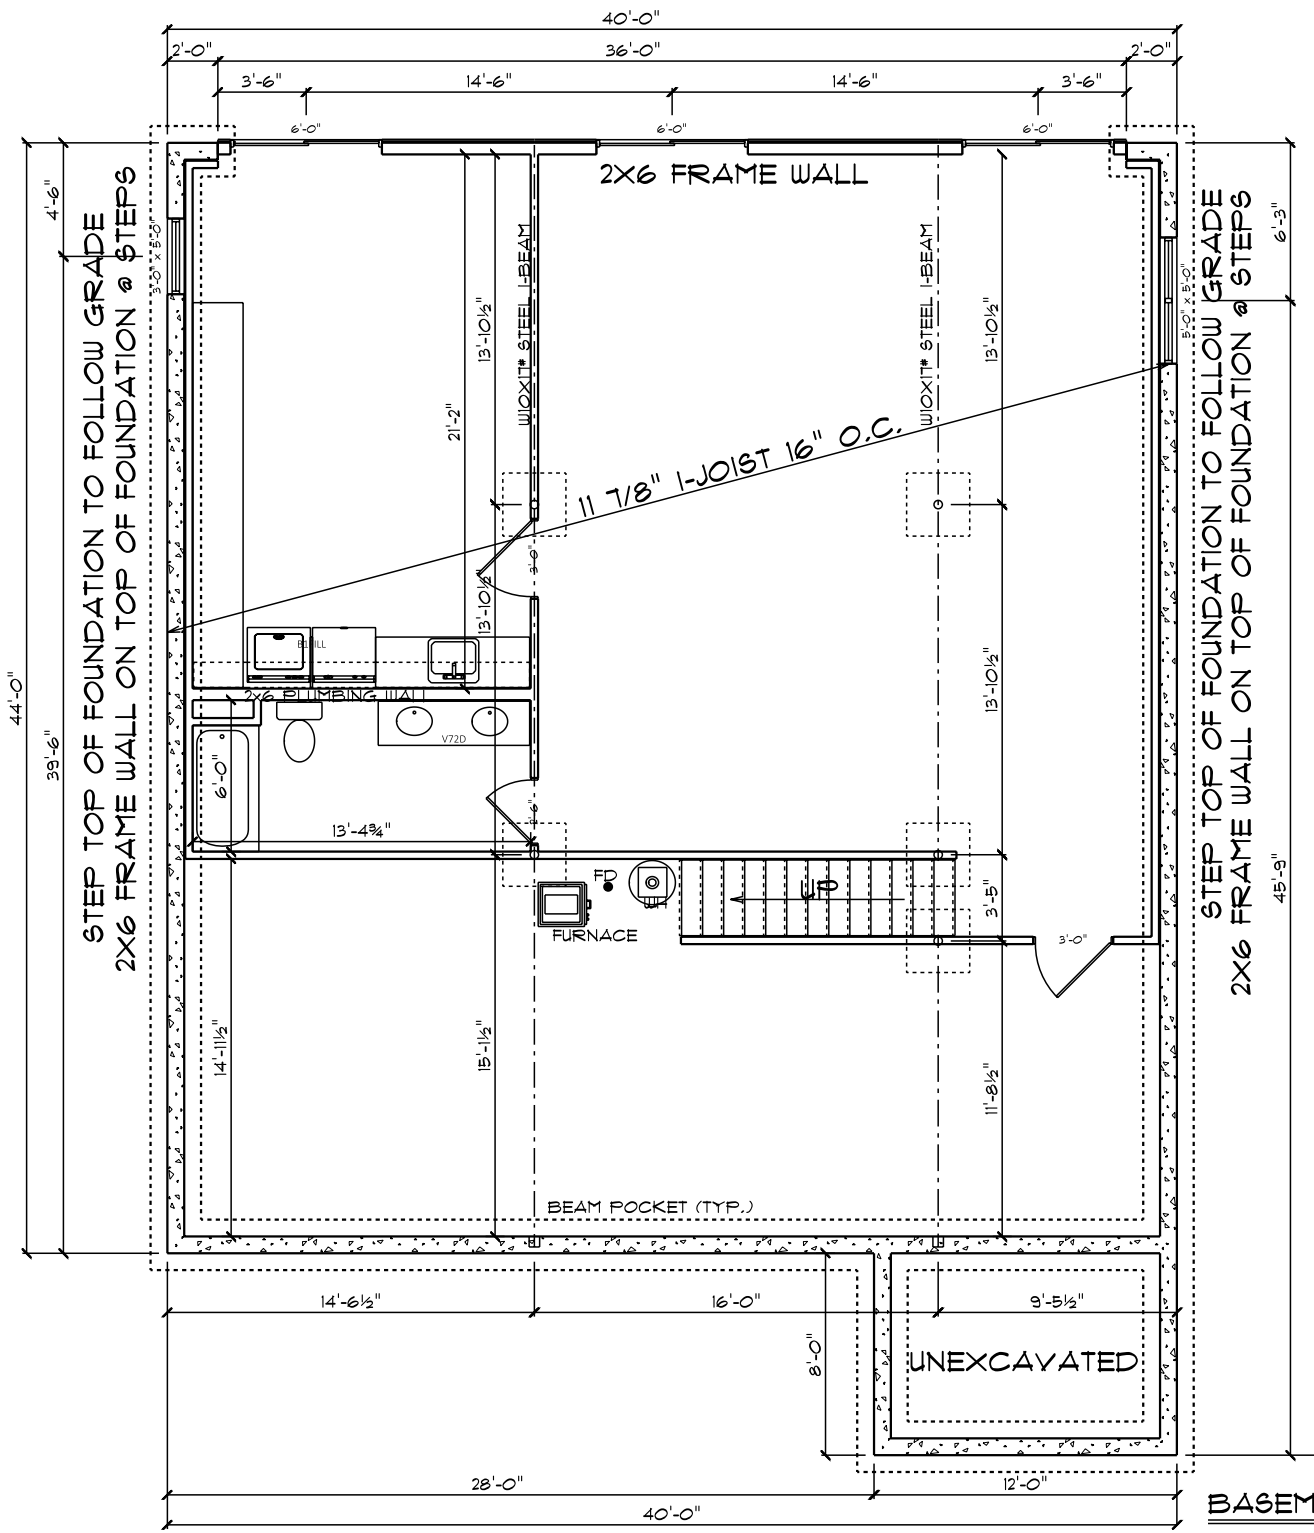 40'-0"
2'-0"
36'-0"
2'-0"
3'-6"
14'-6"
14'-6"
3'-6"
6'-0"
6'-0"
6'-0"
2X6 FRAME WALL
4'-6"
6'-3"
3'-0" x 5'-0"
5'-0" x 5'-0"
STEP TOP OF FOUNDATION TO FOLLOW GRADE
2X6 FRAME WALL ON TOP OF FOUNDATION @ STEPS
STEP TOP OF FOUNDATION TO FOLLOW GRADE
2X6 FRAME WALL ON TOP OF FOUNDATION @ STEPS
W10X17# STEEL I-BEAM
W10X17# STEEL I-BEAM
13'-10½"
13'-10½"
21'-2"
11 7/8" I-JOIST 16" O.C.
3'-0"
13'-10½"
13'-10½"
2x6 PLUMBING WALL
V72D
44'-0"
39'-6"
6'-0"
13'-4¾"
45'-9"
FD
WH
UP
3'-5"
FURNACE
3'-0"
14'-11½"
15'-1½"
11'-8½"
BEAM POCKET (TYP.)
14'-6½"
16'-0"
9'-5½"
8'-0"
UNEXCAVATED
28'-0"
12'-0"
40'-0"
BASEM